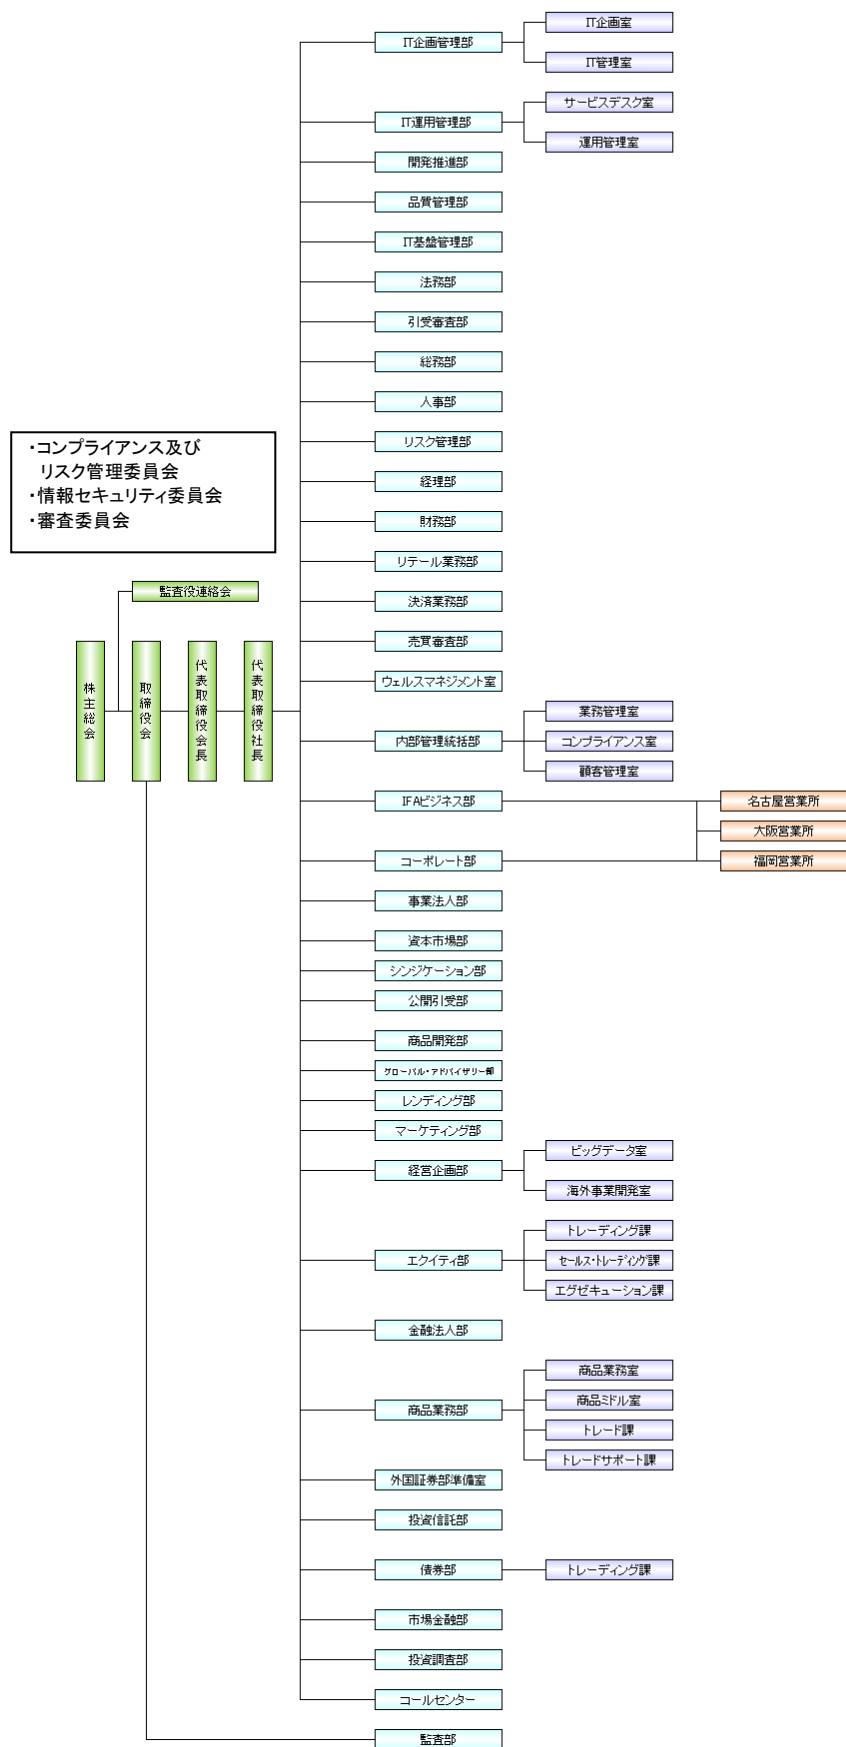 IT企画管理部
IT企画室
IT管理室
IT運用管理部
サービスデスク室
運用管理室
開発推進部
品質管理部
IT基盤管理部
法務部
引受審査部
総務部
人事部
リスク管理部
経理部
財務部
リテール業務部
決済業務部
売買審査部
ウェルスマネジメント室
・コンプライアンス及び
リスク管理委員会
・情報セキュリティ委員会
・審査委員会
監査役連絡会
株主総会
取締役会
代表取締役会長
代表取締役社長
内部管理統括部
業務管理室
コンプライアンス室
顧客管理室
IFAビジネス部
名古屋営業所
大阪営業所
コーポレート部
福岡営業所
事業法人部
資本市場部
シンジケーション部
公開引受部
商品開発部
グローバル・アドバイザリー部
レンディング部
マーケティング部
経営企画部
ビッグデータ室
海外事業開発室
エクイティ部
トレーディング課
セールス・トレーディング課
エグゼキューション課
金融法人部
商品業務部
商品業務室
商品ミドル室
トレード課
トレードサポート課
外国証券部準備室
投資信託部
債券部
トレーディング課
市場金融部
投資調査部
コールセンター
監査部